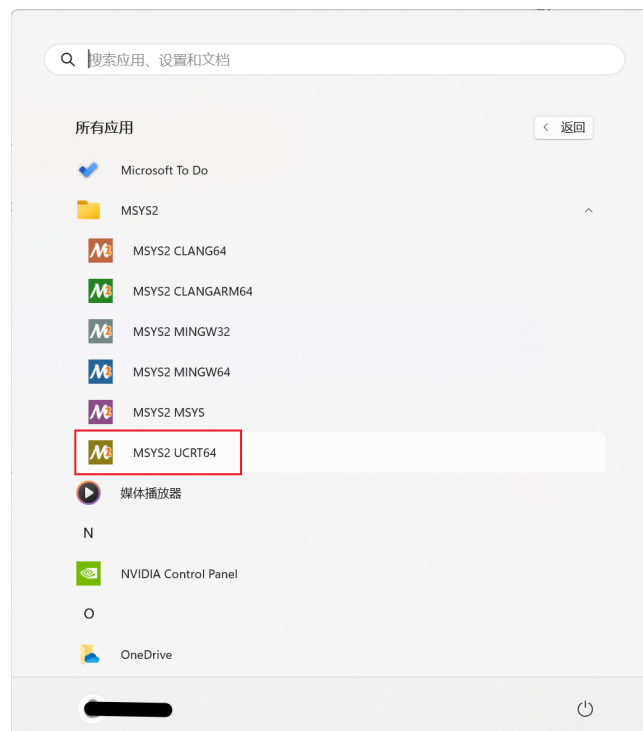 搜索应用、设置和文档
所有应用
返回
Microsoft To Do
MSYS2
MSYS2 CLANG64
MSYS2 CLANGARM64
MSYS2 MINGW32
MSYS2 MINGW64
MSYS2 MSYS
MSYS2 UCRT64
媒体播放器
N
NVIDIA Control Panel
O
OneDrive